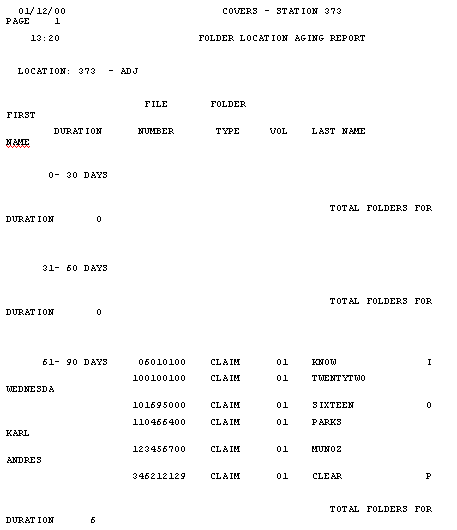 01/12/00 COVERS - STATION 373
PAGE 1
13:20 FOLDER LOCATION AGING REPORT
LOCATION: 373 - ADJ
FILE FOLDER
FIRST
DURATION NUMBER TYPE VOL LAST NAME
NAME
0- 30 DAYS
TOTAL FOLDERS FOR
DURATION 0
31- 60 DAYS
TOTAL FOLDERS FOR
DURATION 0
61- 90 DAYS 06010100 CLAIM 01 KNOW I
100100100 CLAIM 01 TWENTYTWO
WEDNESDA
101695000 CLAIM 01 SIXTEEN O
110466400 CLAIM 01 PARKS
KARL
123456700 CLAIM 01 MUNOZ
ANDRES
346212129 CLAIM 01 CLEAR P
TOTAL FOLDERS FOR
DURATION 6